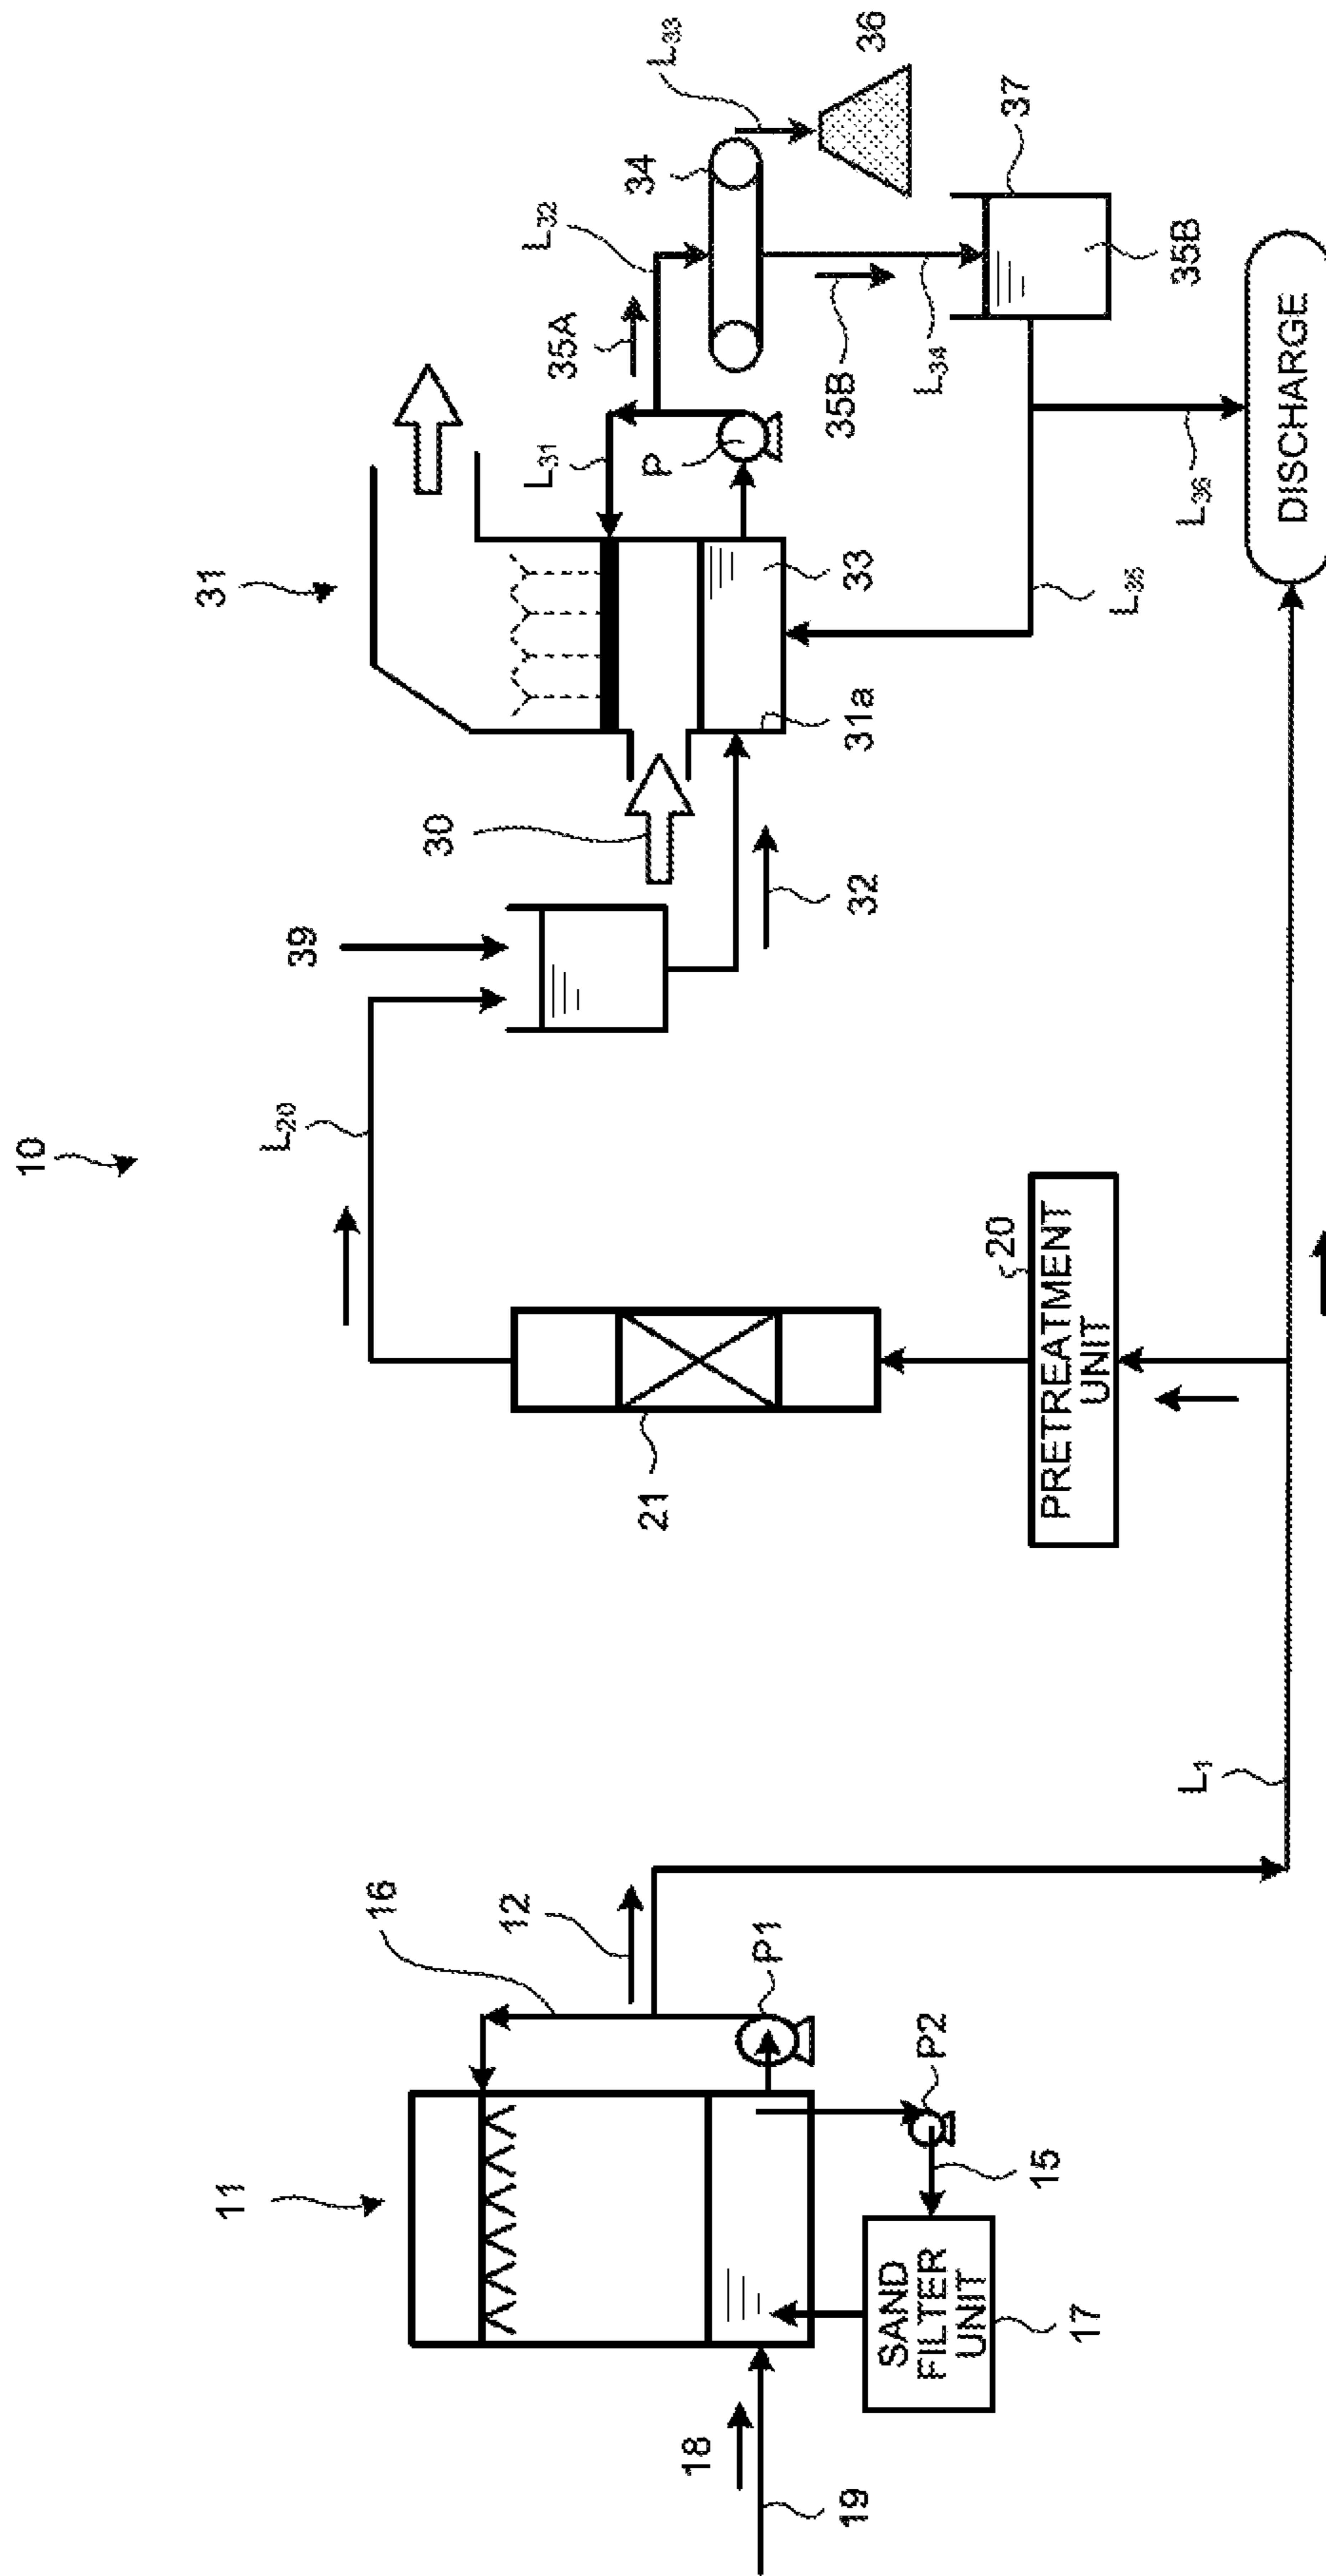 10
11
16
12
P1
P2
15
SAND
FILTER
UNIT
17
18
19
L1
21
PRETREATMENT
UNIT
20
L20
39
30
32
31
31a
33
L31
P
35A
L32
34
L33
36
35B
L34
37
35B
L35
L36
DISCHARGE